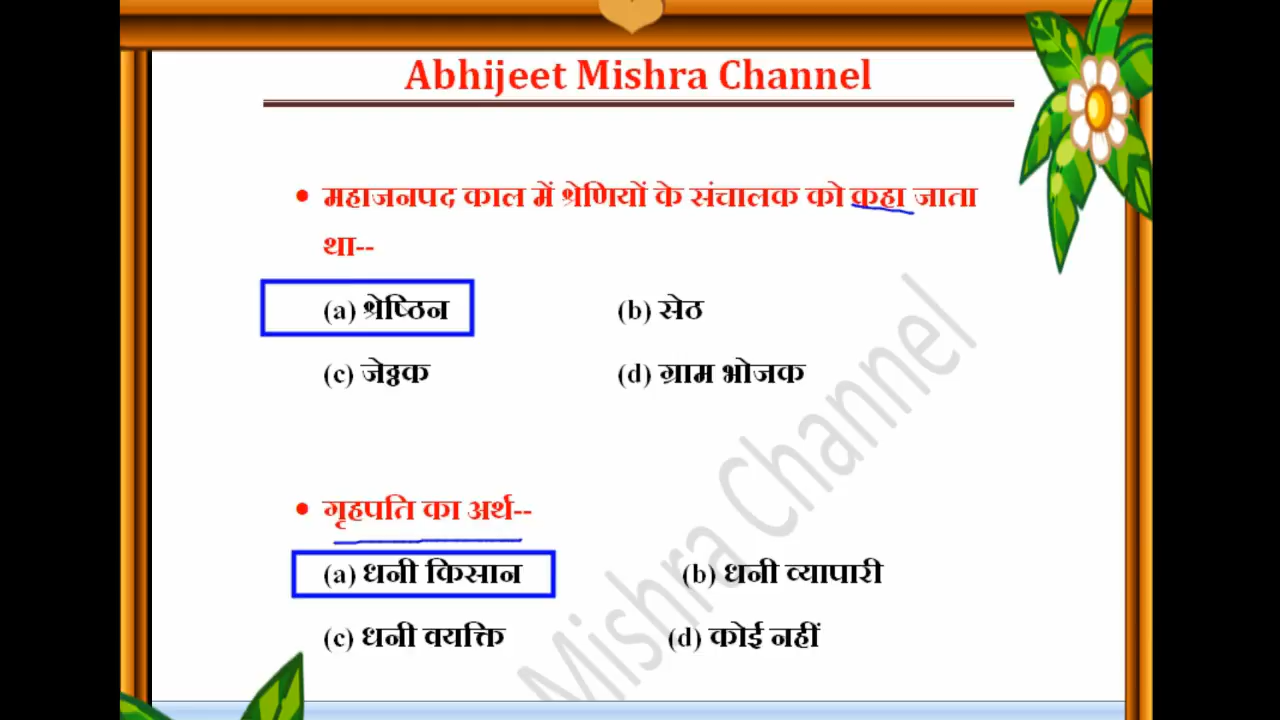 Abhijeet Mishra Channel
• महाजनपद काल में श्रेणियों के संचालक को कहा जाता
था--
(a) श्रेष्ठिन (b) सेठ
(c) जेठ्ठक (d) ग्राम भोजक
• गृहपति का अर्थ--
(a) धनी किसान (b) धनी व्यापारी
(c) धनी वयक्ति (d) कोई नहीं
Mishra Channel